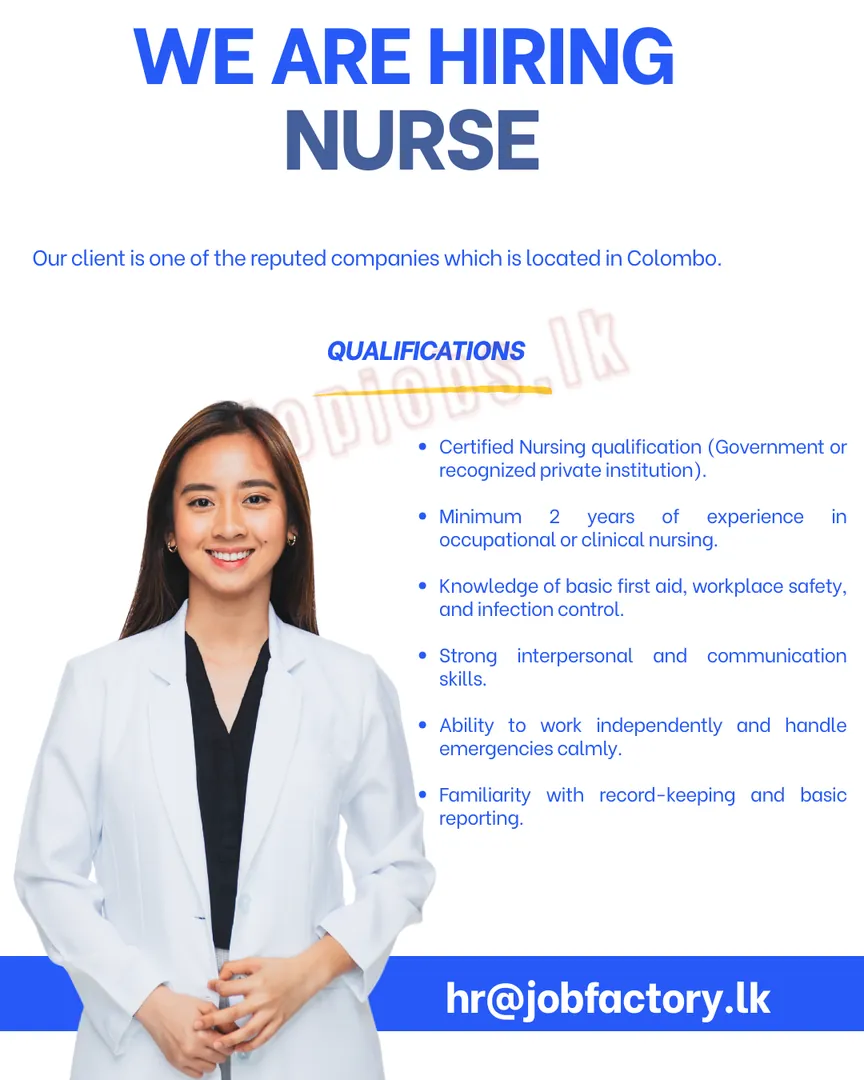 WE ARE HIRING
NURSE
Our client is one of the reputed companies which is located in Colombo.
QUALIFICATIONS
topjobs.lk
• Certified Nursing qualification (Government or
recognized private institution).
• Minimum 2 years of experience in
occupational or clinical nursing.
• Knowledge of basic first aid, workplace safety,
and infection control.
• Strong interpersonal and communication
skills.
• Ability to work independently and handle
emergencies calmly.
• Familiarity with record-keeping and basic
reporting.
hr@jobfactory.lk